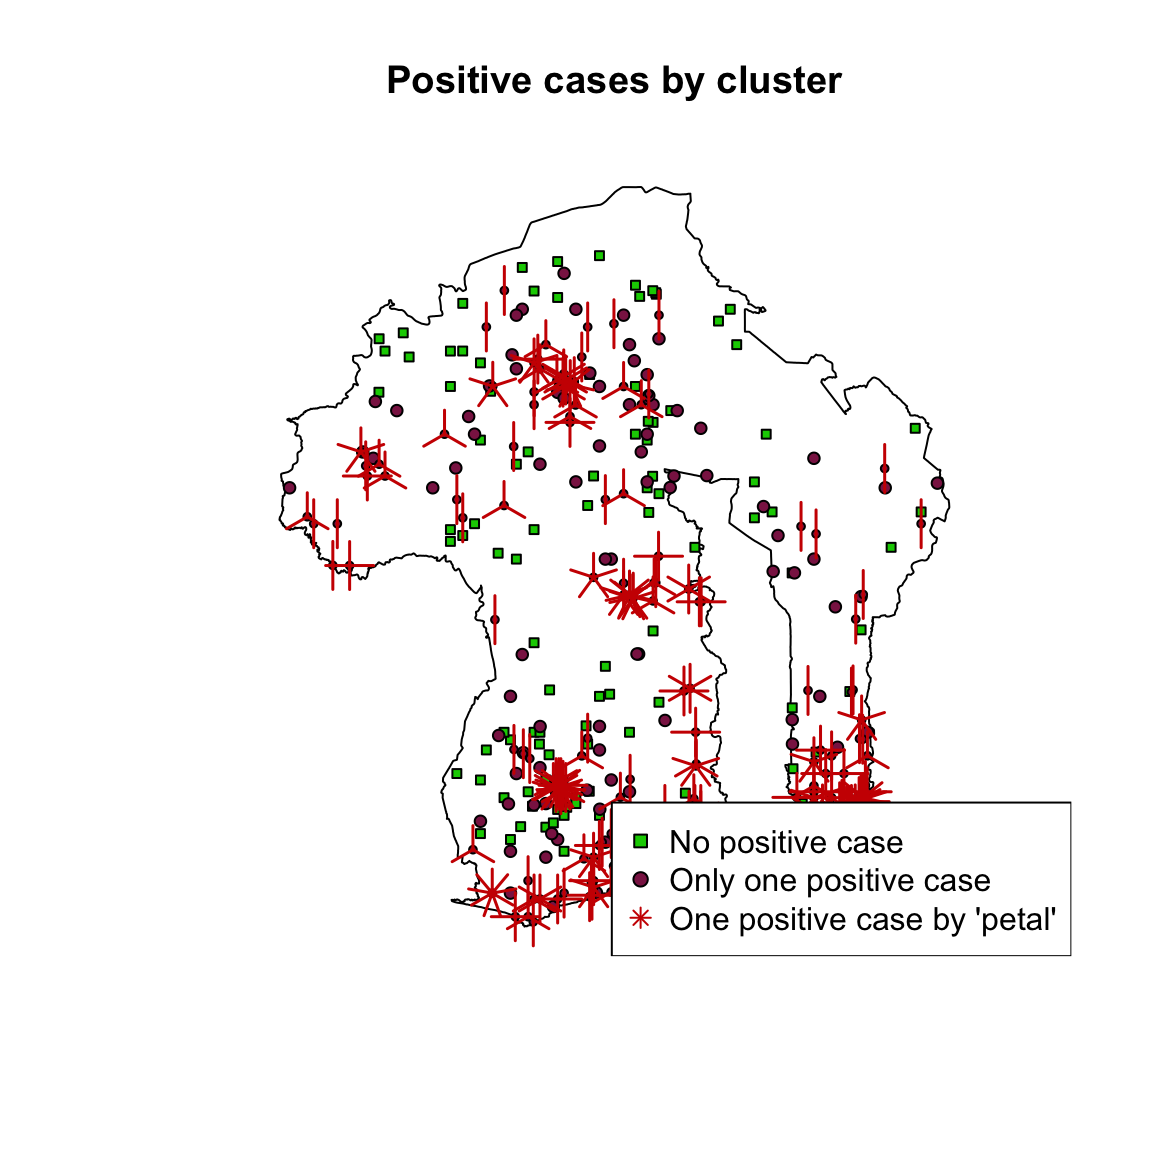 Positive cases by cluster
No positive case
Only one positive case
One positive case by 'petal'